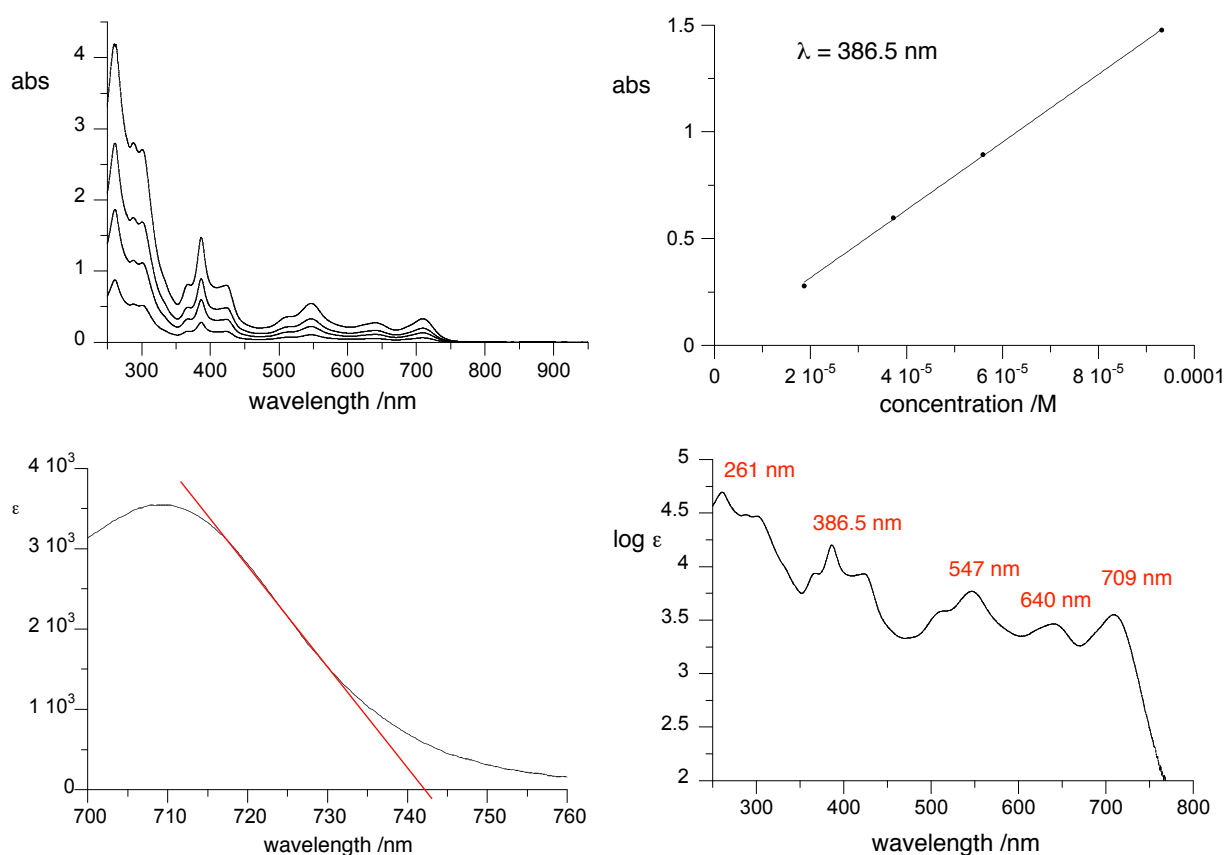 4
abs
3
2
1
0
300 400 500 600 700 800 900
wavelength /nm
1.5
λ = 386.5 nm
abs
1
0.5
0
0 2 10⁻⁵ 4 10⁻⁵ 6 10⁻⁵ 8 10⁻⁵ 0.0001
concentration /M
4 10³
ε
3 10³
2 10³
1 10³
0
700 710 720 730 740 750 760
wavelength /nm
5
261 nm
4.5
386.5 nm
log ε
4
547 nm
709 nm
640 nm
3.5
3
2.5
2
300 400 500 600 700 800
wavelength /nm